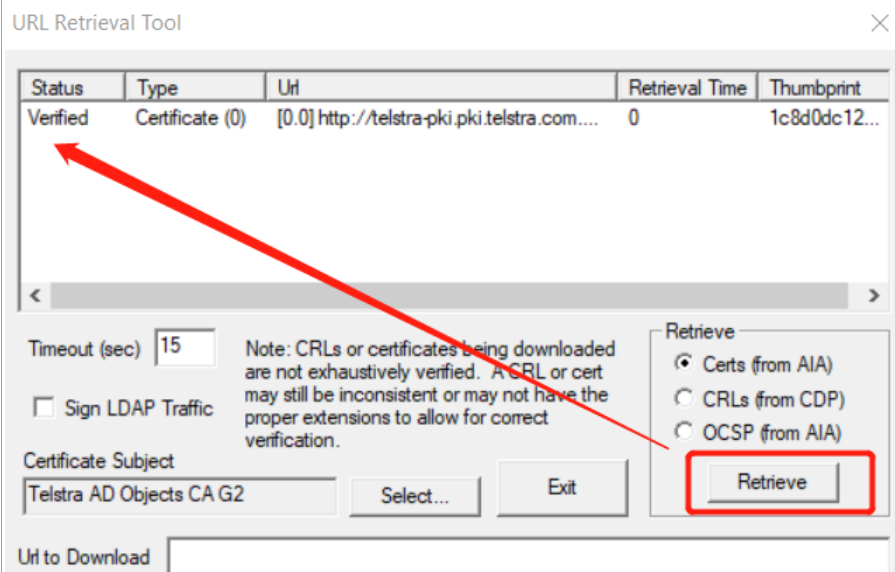 URL Retrieval Tool
Status Type Url Retrieval Time Thumbprint
Verified Certificate (0) [0.0] http://telstra-pki.pki.telstra.com.... 0 1c8d0dc12...
Timeout (sec) 15
Sign LDAP Traffic
Note: CRLs or certificates being downloaded
are not exhaustively verified. A CRL or cert
may still be inconsistent or may not have the
proper extensions to allow for correct
verification.
Retrieve
Certs (from AIA)
CRLs (from CDP)
OCSP (from AIA)
Retrieve
Certificate Subject
Telstra AD Objects CA G2
Select...
Exit
Url to Download